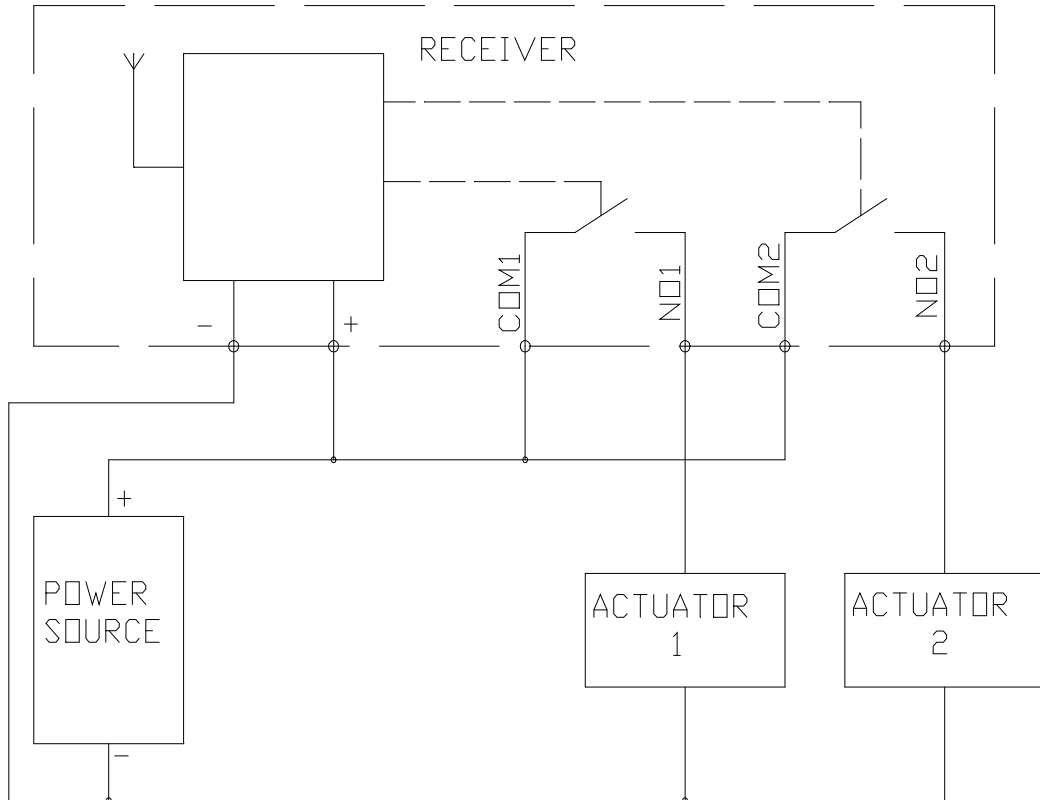 RECEIVER
COM1
NO1
COM2
NO2
-
+
+
POWER
SOURCE
ACTUATOR
1
ACTUATOR
2
-